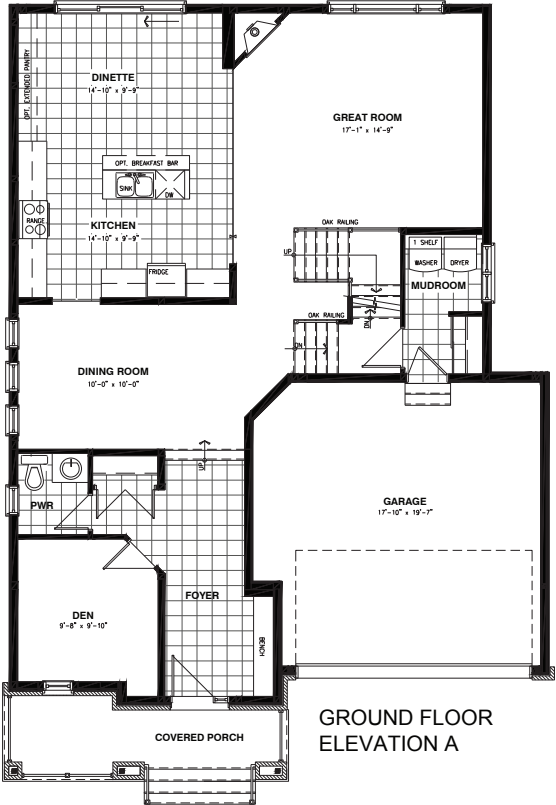 DINETTE
14'-10" x 9'-9"
OPT. EXTENDED PANTRY
GREAT ROOM
17'-1" x 14'-9"
OPT. BREAKFAST BAR
SINK
DW
RANGE
KITCHEN
14'-10" x 9'-9"
FRIDGE
OAK RAILING
UP
1 SHELF
WASHER
DRYER
MUDROOM
OAK RAILING
DN
DN
DINING ROOM
10'-0" x 10'-0"
UP
PWR
GARAGE
17'-10" x 19'-7"
DEN
9'-8" x 9'-10"
FOYER
BENCH
COVERED PORCH
GROUND FLOOR
ELEVATION A